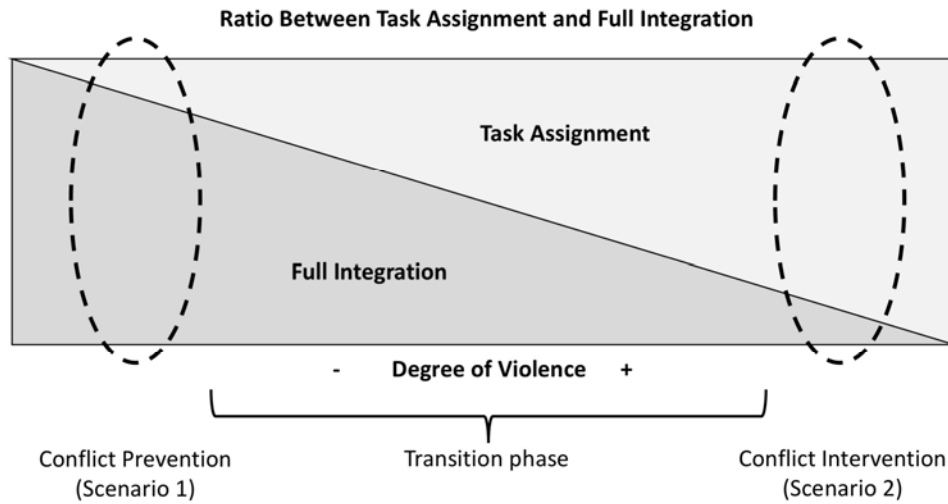 Ratio Between Task Assignment and Full Integration
Task Assignment
Full Integration
- Degree of Violence +
Conflict Prevention
(Scenario 1)
Transition phase
Conflict Intervention
(Scenario 2)